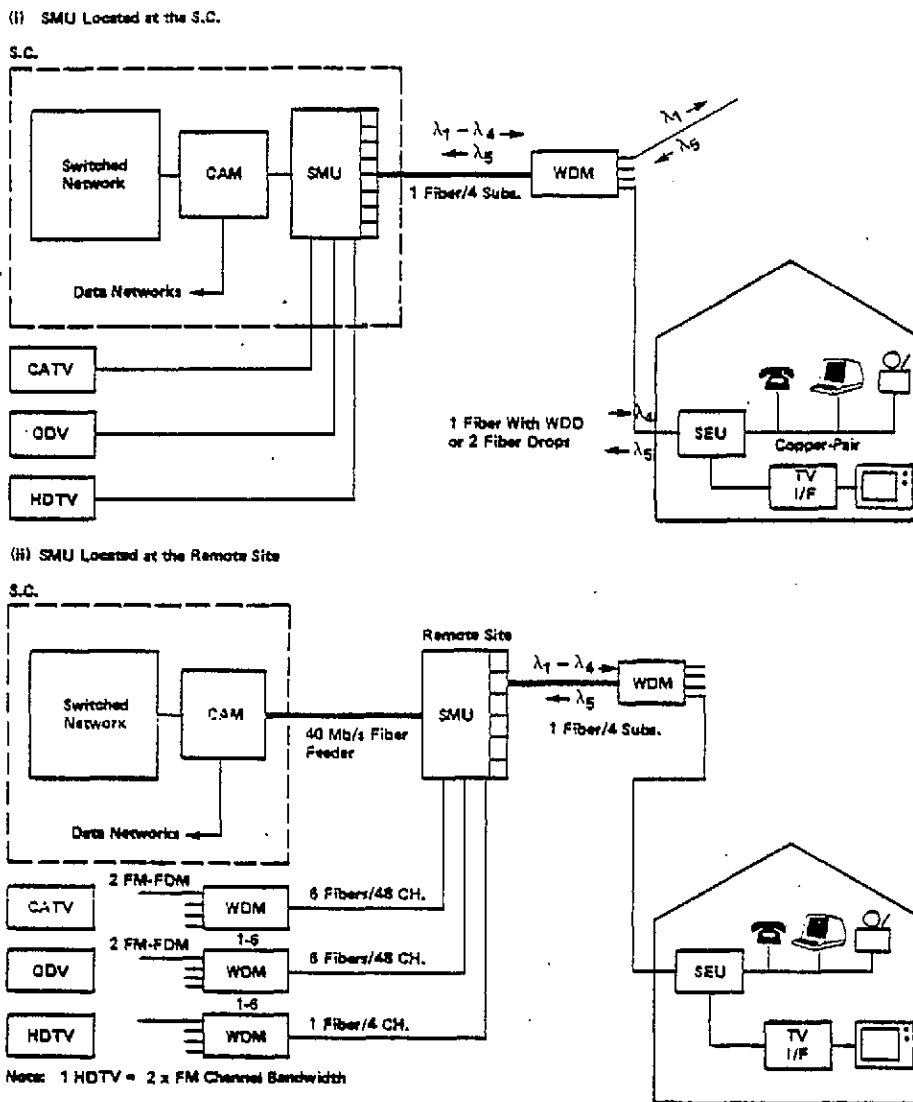 (i) SMU Located at the S.C.
S.C.
Switched
Network
CAM
SMU
Data Networks
λ1 – λ4
λ5
1 Fiber/4 Subs.
WDM
λ1
λ5
CATV
ODV
HDTV
1 Fiber With WDD
or 2 Fiber Drops
λ4
λ5
SEU
Copper-Pair
TV
I/F
(ii) SMU Located at the Remote Site
S.C.
Switched
Network
CAM
Data Networks
40 Mb/s Fiber
Feeder
Remote Site
SMU
λ1 – λ4
λ5
1 Fiber/4 Subs.
WDM
CATV
2 FM-FDM
WDM
6 Fibers/48 CH.
1-6
ODV
2 FM-FDM
WDM
6 Fibers/48 CH.
1-6
HDTV
WDM
1 Fiber/4 CH.
SEU
TV
I/F
Note: 1 HDTV = 2 x FM Channel Bandwidth